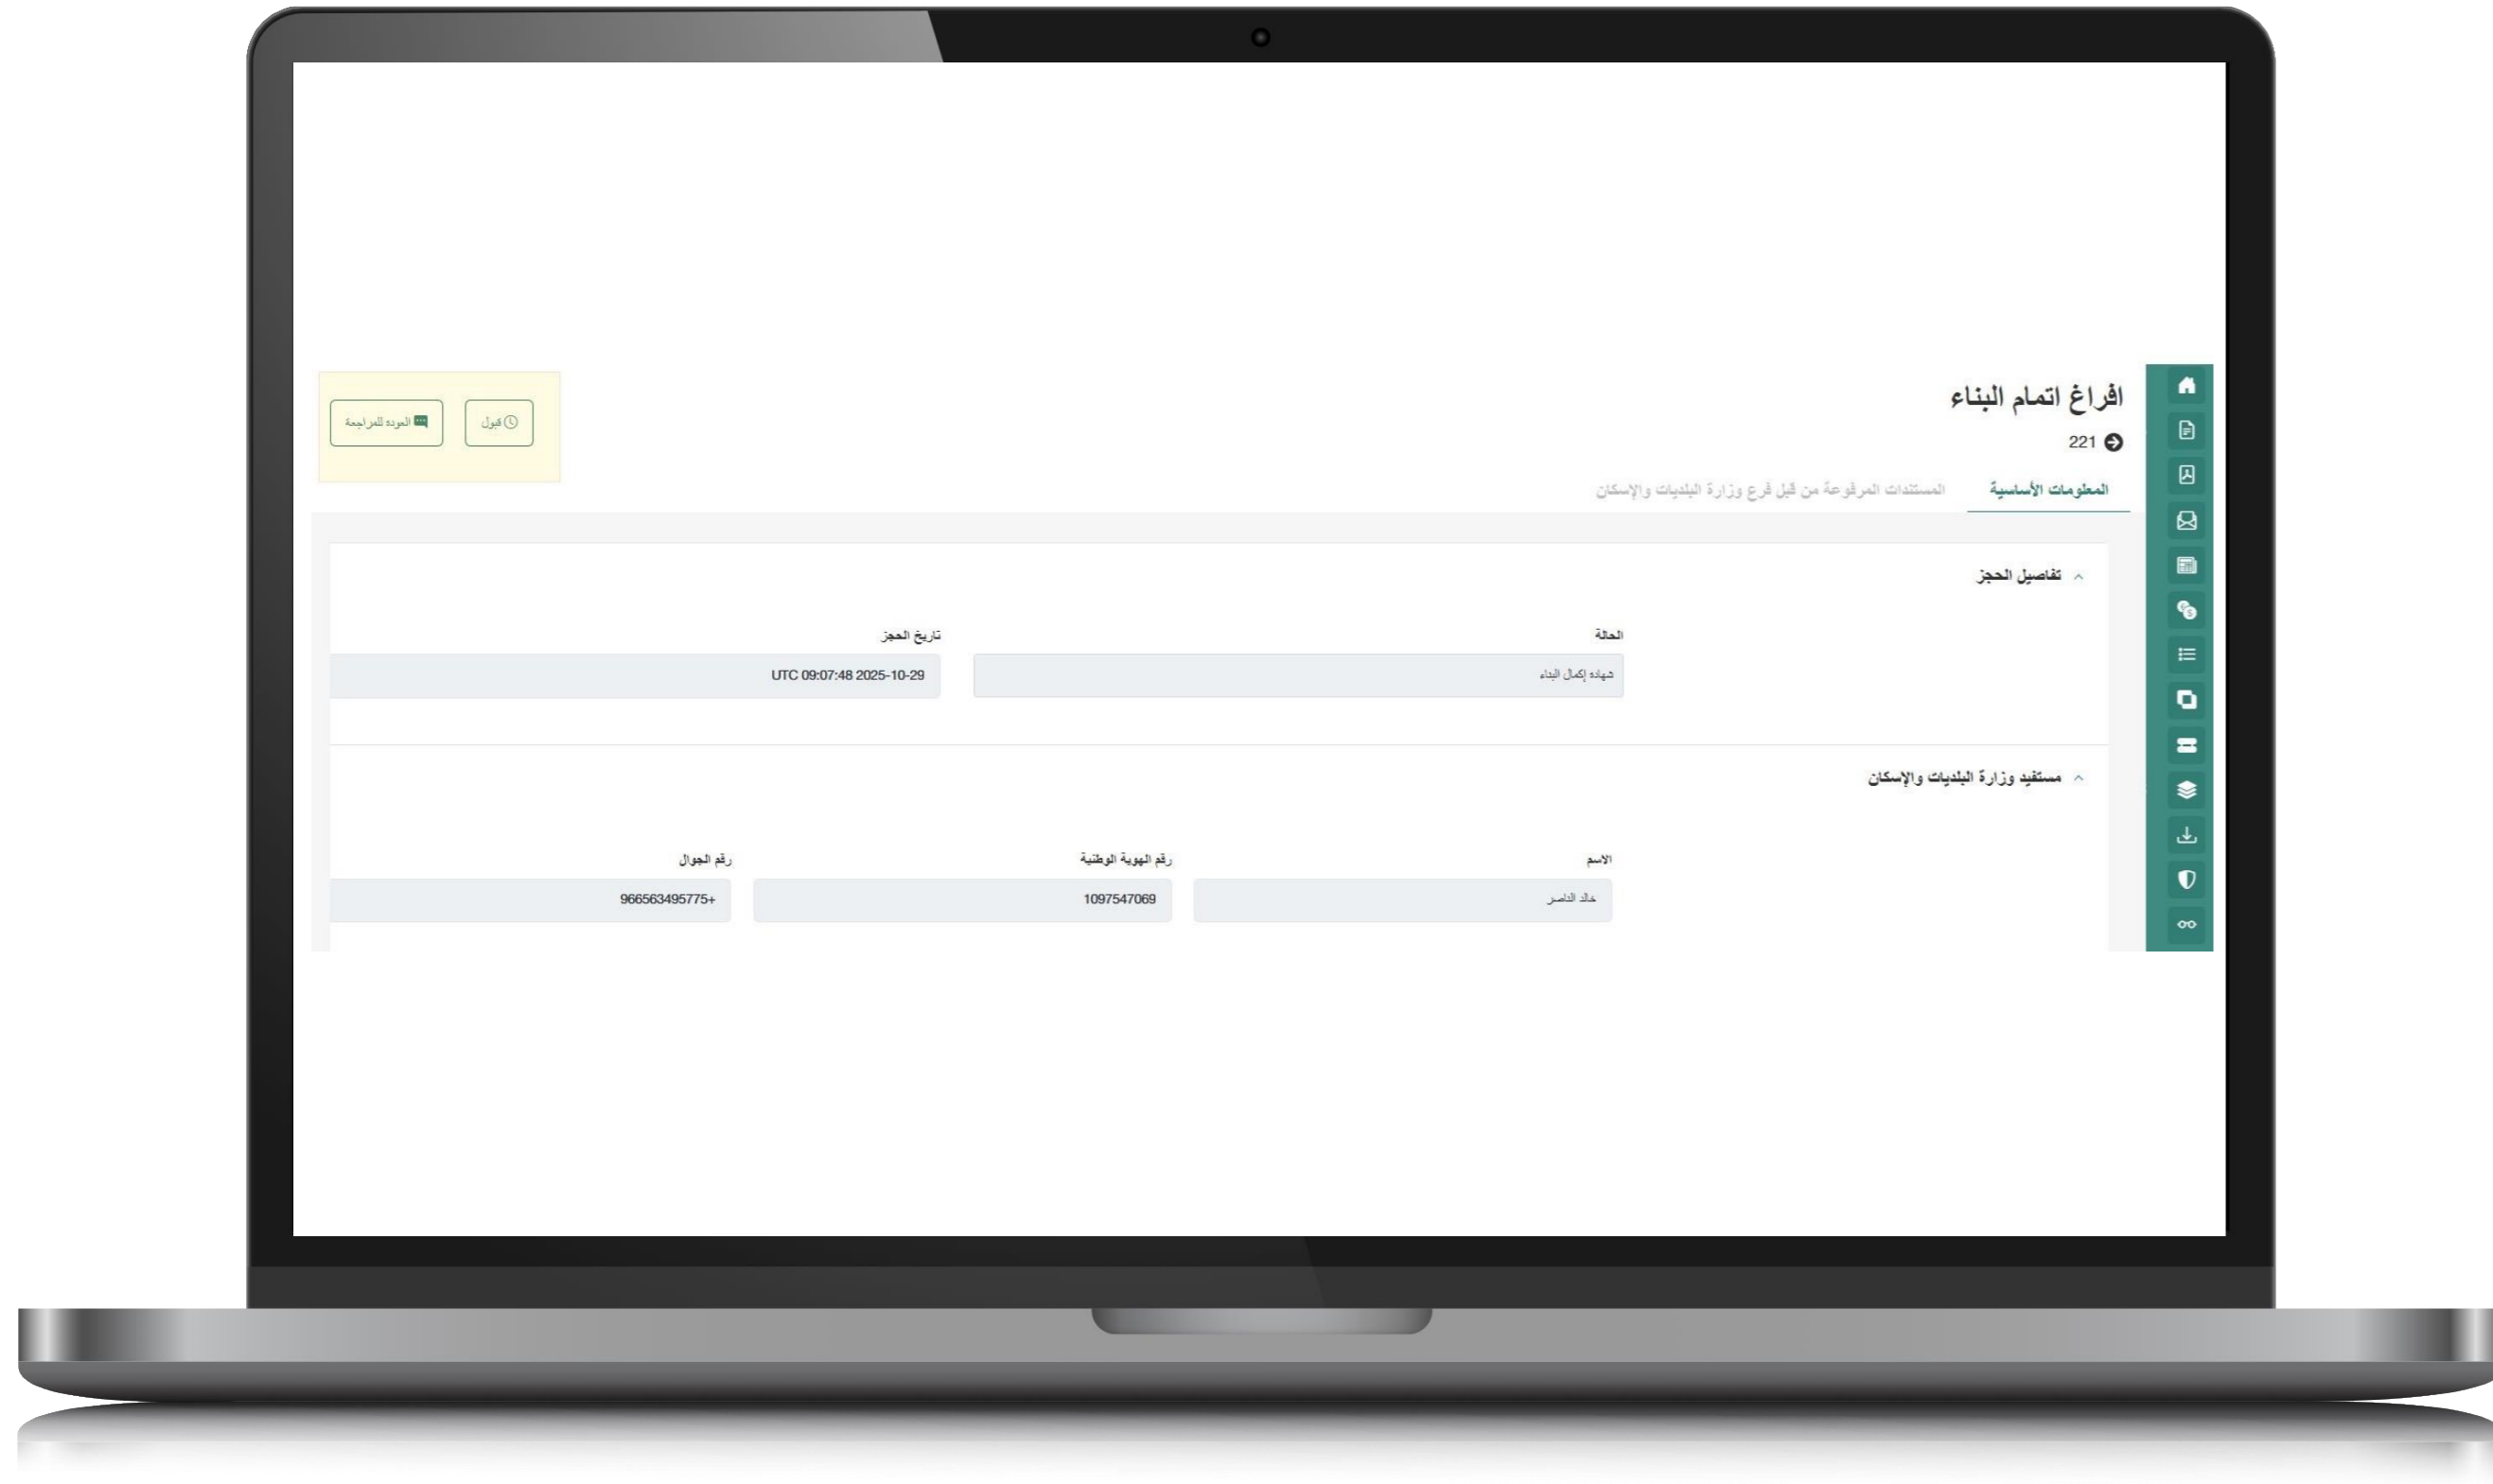 افراغ اتمام البناء
221
قبول
العوده للمراجعة
المعلومات الأساسية
المستندات المرفوعة من قبل فرع وزارة البلديات والإسكان
تفاصيل الحجز
الحالة
تاريخ الحجز
شهاده إكمال البناء
UTC 09:07:48 2025-10-29
مستفيد وزارة البلديات والإسكان
الاسم
رقم الهوية الوطنية
رقم الجوال
خالد الناصر
1097547069
966563495775+